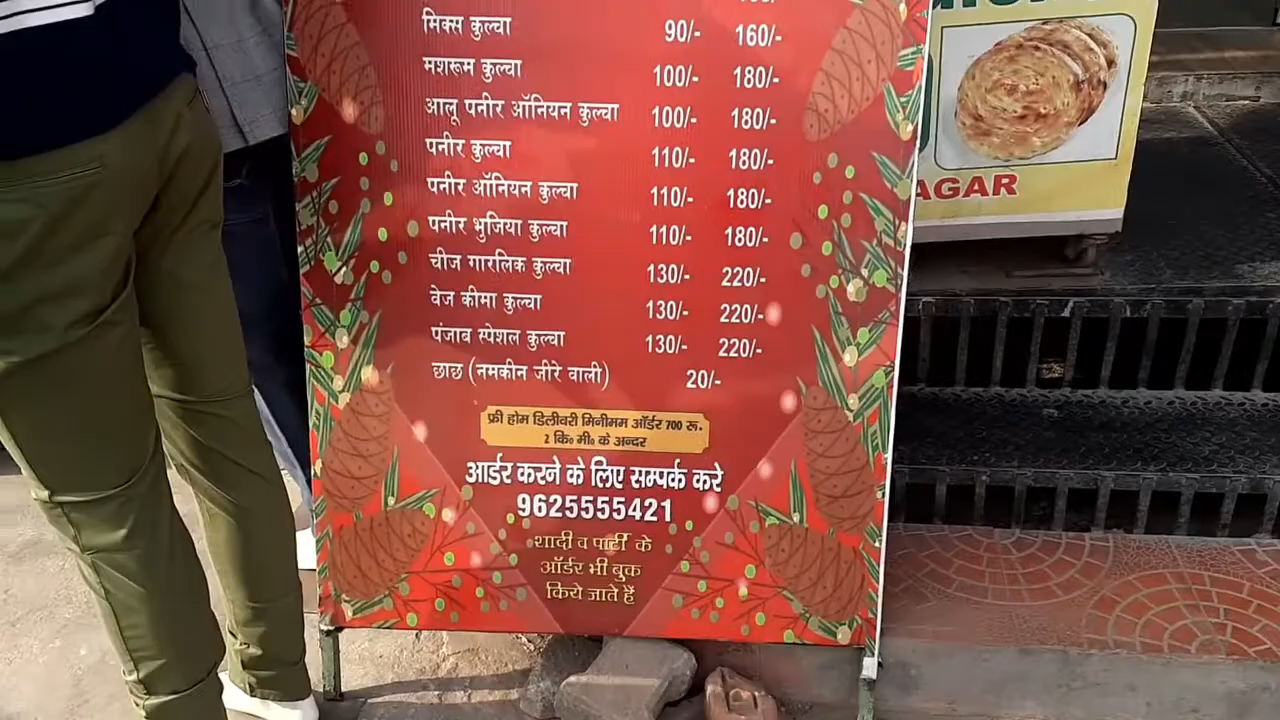 मिक्स कुल्चा 90/- 160/-
मशरूम कुल्चा 100/- 180/-
आलू पनीर ऑनियन कुल्चा 100/- 180/-
पनीर कुल्चा 110/- 180/-
पनीर ऑनियन कुल्चा 110/- 180/-
पनीर भुजिया कुल्चा 110/- 180/-
चीज गारलिक कुल्चा 130/- 220/-
वेज कीमा कुल्चा 130/- 220/-
पंजाब स्पेशल कुल्चा 130/- 220/-
छाछ (नमकीन जीरे वाली) 20/-
फ्री होम डिलीवरी मिनीमम ऑर्डर 700 रू.
2 कि० मी० के अन्दर
आर्डर करने के लिए सम्पर्क करे
9625555421
शादी व पार्टी के
ऑर्डर भी बुक
किये जाते हैं
AGAR